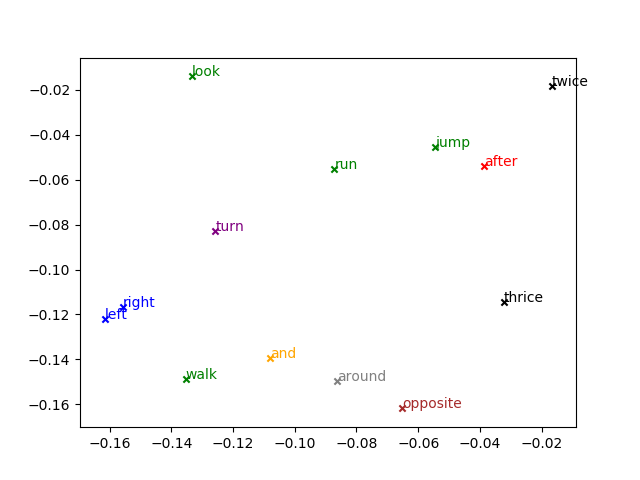 look
twice
−0.02
−0.04
jump
after
run
−0.06
−0.08
turn
−0.10
right
thrice
left
−0.12
and
−0.14
walk
around
opposite
−0.16
−0.16 −0.14 −0.12 −0.10 −0.08 −0.06 −0.04 −0.02